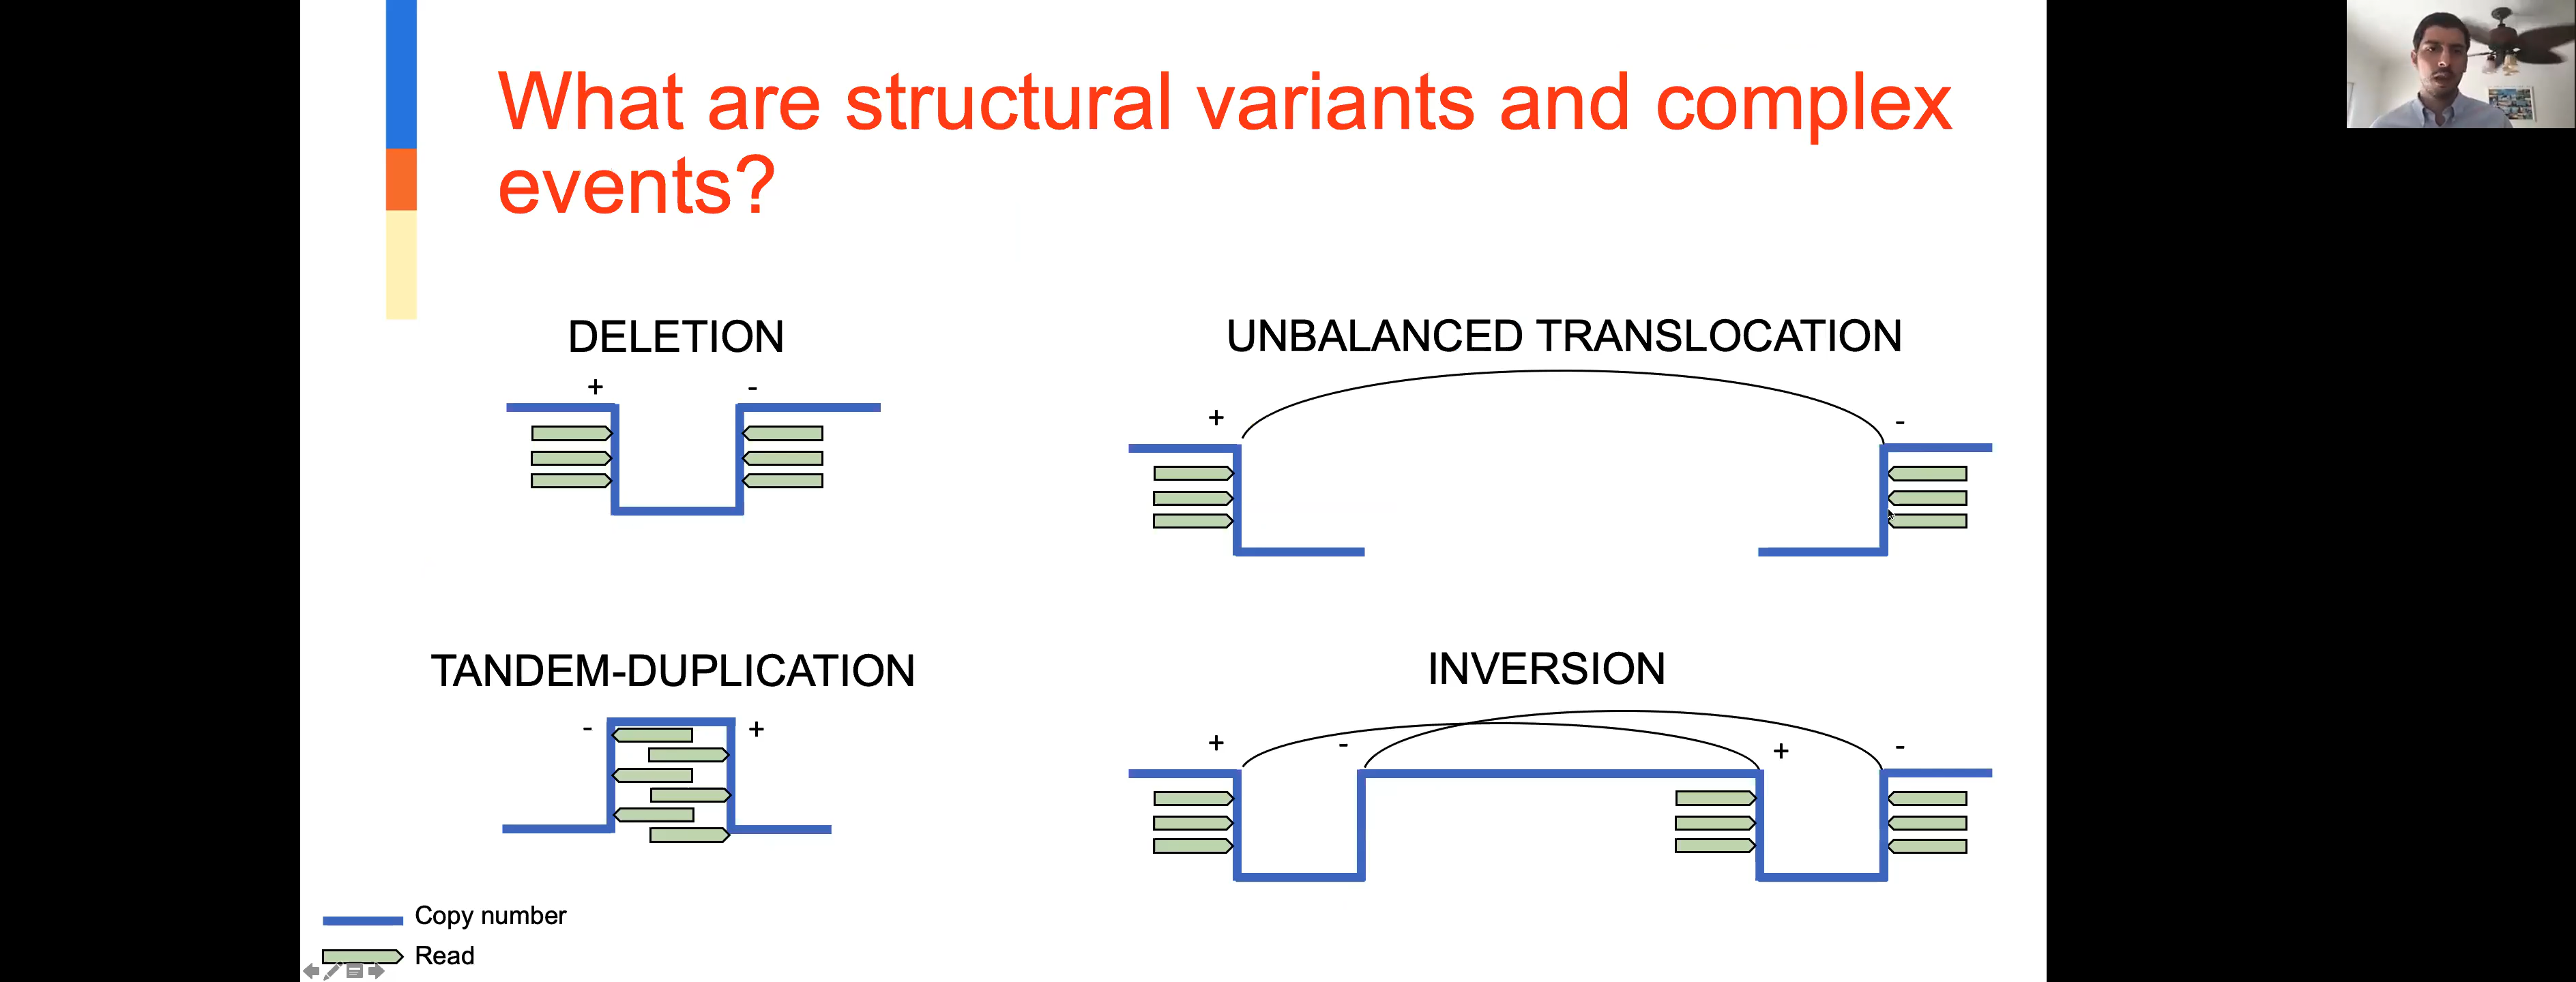 What are structural variants and complex
events?
DELETION
+ -
UNBALANCED TRANSLOCATION
+ -
TANDEM-DUPLICATION
- +
INVERSION
+ - + -
Copy number
Read